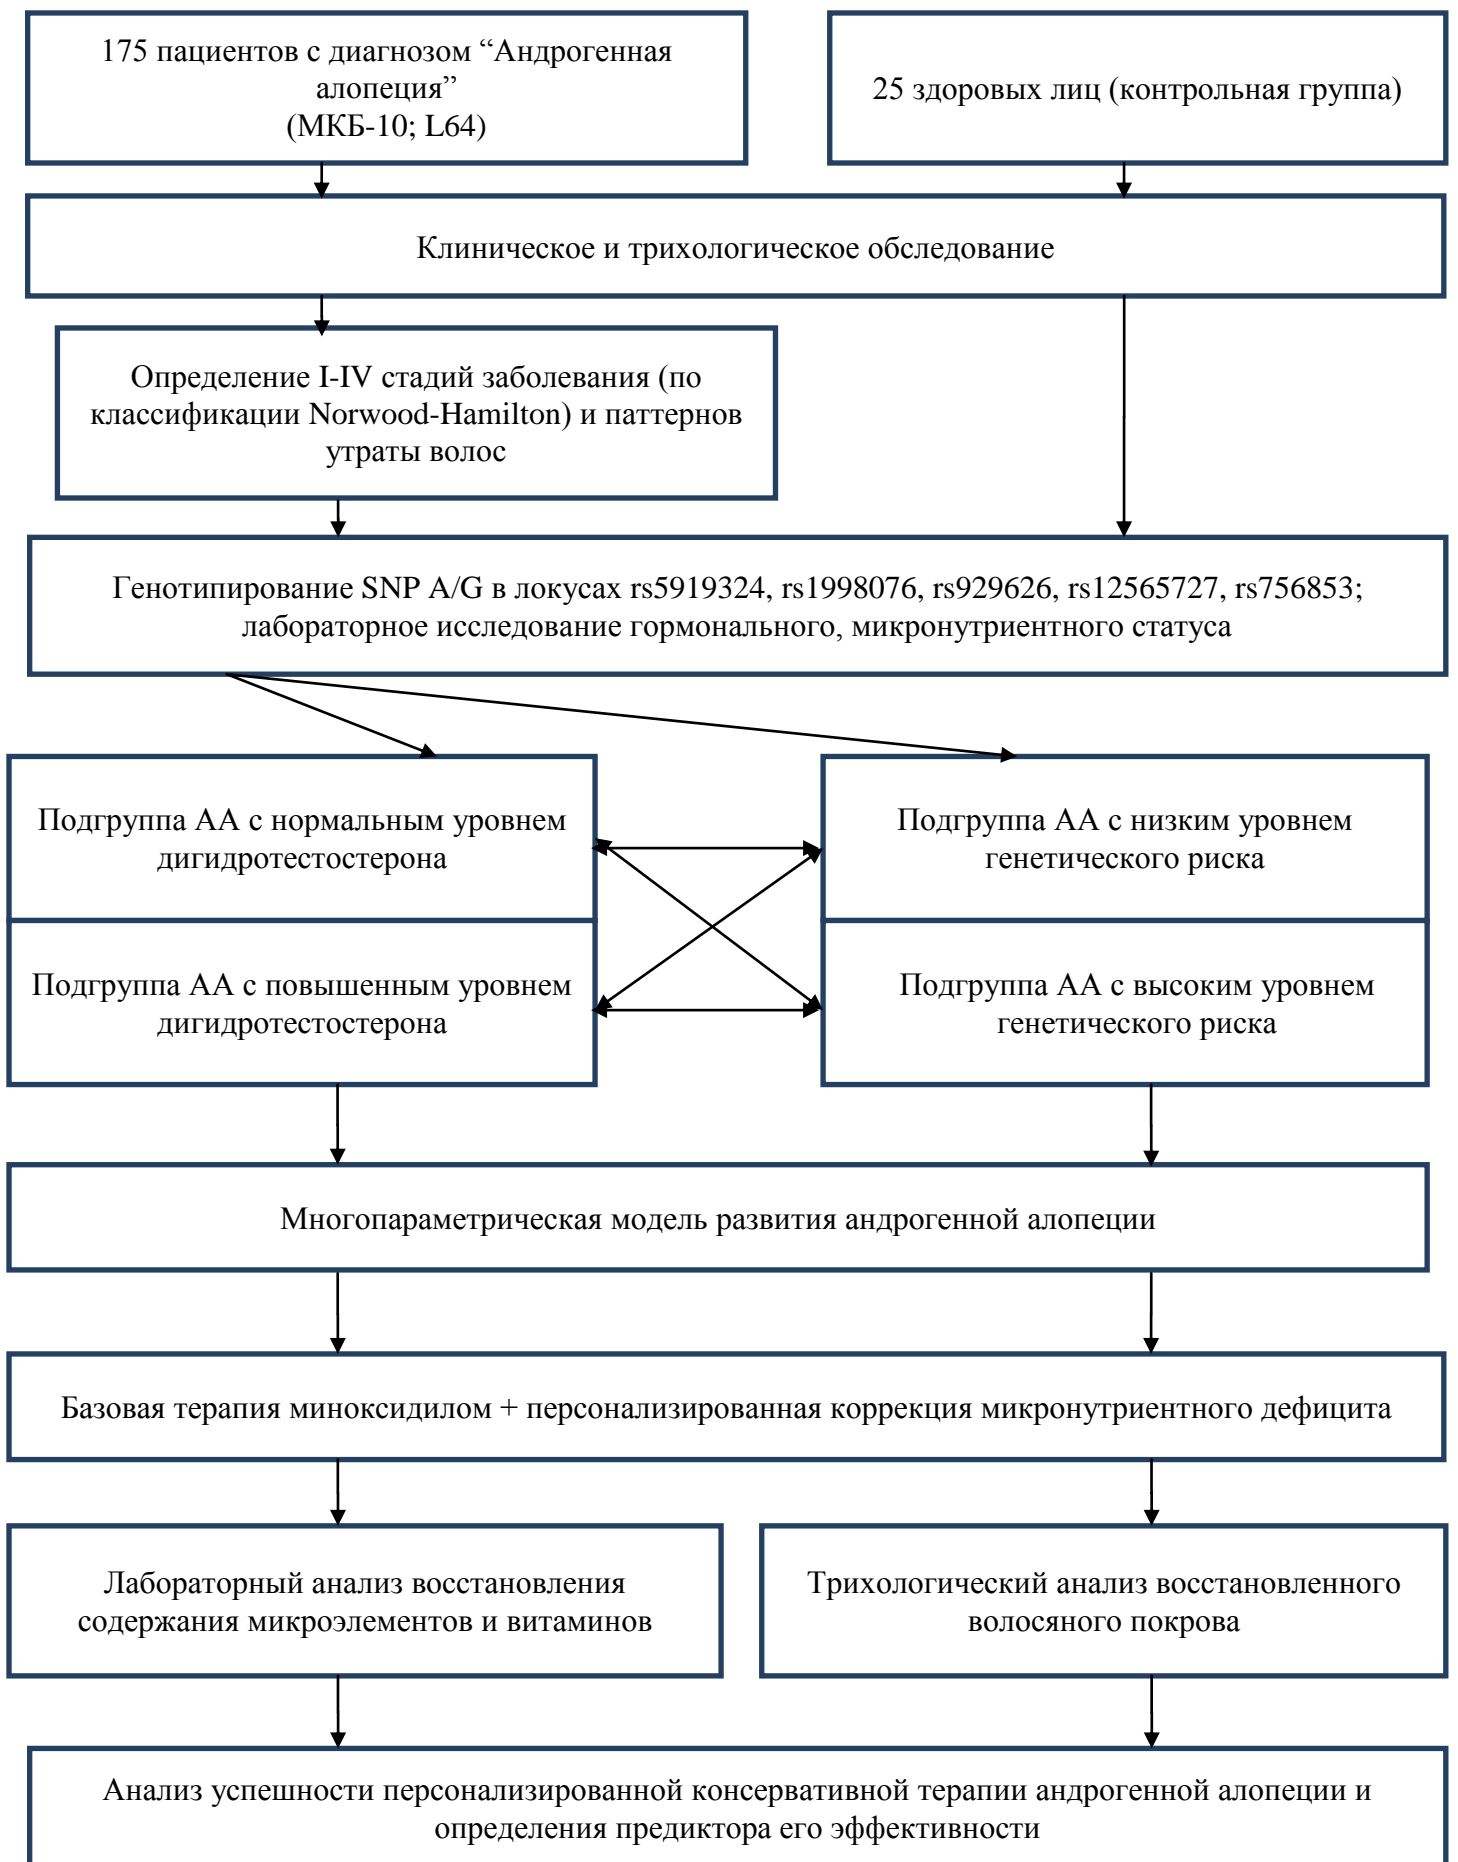 175 пациентов с диагнозом “Андрогенная
алопеция”
(МКБ-10; L64)
25 здоровых лиц (контрольная группа)
Клиническое и трихологическое обследование
Определение I-IV стадий заболевания (по
классификации Norwood-Hamilton) и паттернов
утраты волос
Генотипирование SNP A/G в локусах rs5919324, rs1998076, rs929626, rs12565727, rs756853;
лабораторное исследование гормонального, микронутриентного статуса
Подгруппа АА с нормальным уровнем
дигидротестостерона
Подгруппа АА с низким уровнем
генетического риска
Подгруппа АА с повышенным уровнем
дигидротестостерона
Подгруппа АА с высоким уровнем
генетического риска
Многопараметрическая модель развития андрогенной алопеции
Базовая терапия миноксидилом + персонализированная коррекция микронутриентного дефицита
Лабораторный анализ восстановления
содержания микроэлементов и витаминов
Трихологический анализ восстановленного
волосяного покрова
Анализ успешности персонализированной консервативной терапии андрогенной алопеции и
определения предиктора его эффективности